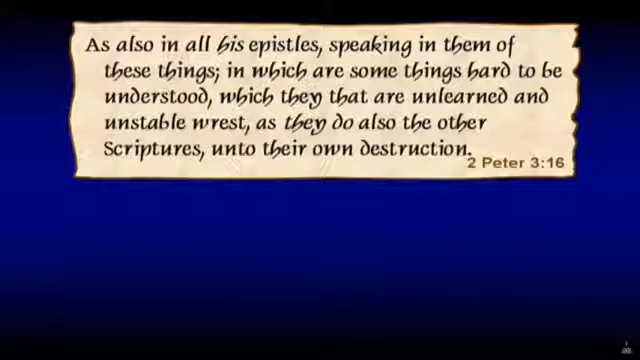 As also in all his epistles, speaking in them of
these things; in which are some things hard to be
understood, which they that are unlearned and
unstable wrest, as they do also the other
Scriptures, unto their own destruction.
2 Peter 3:16